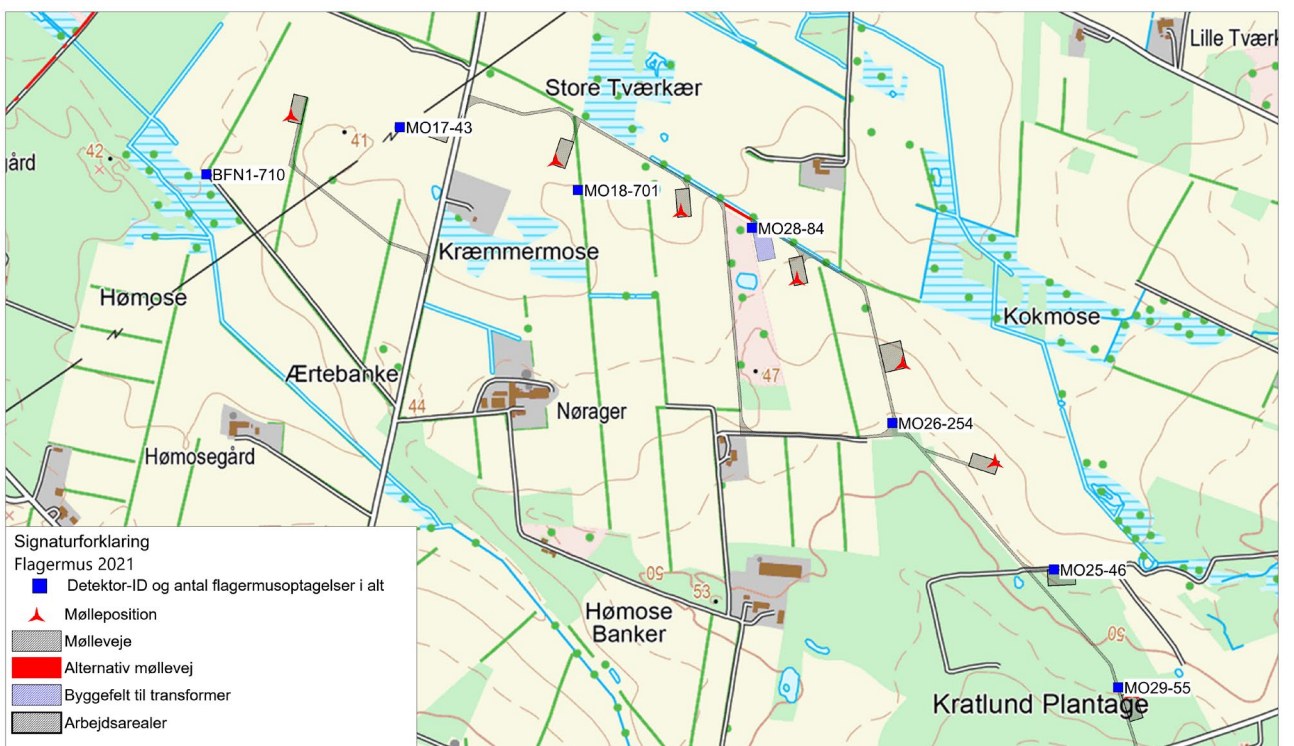 Lille Tværk
Store Tværkær
MO17-43
41
42
gård
BFN1-710
MO18-701
MO28-84
Kræmmermose
Hømose
Kokmose
Ærtebanke
47
44
Nørager
MO26-254
Hømosegård
Signaturforklaring
Flagermus 2021
Detektor-ID og antal flagermusoptagelser i alt
Mølleposition
Mølleveje
Alternativ møllevej
Byggefelt til transformer
Arbejdsarealer
50
53
Hømose
Banker
MO25-46
50
MO29-55
Kratlund Plantage